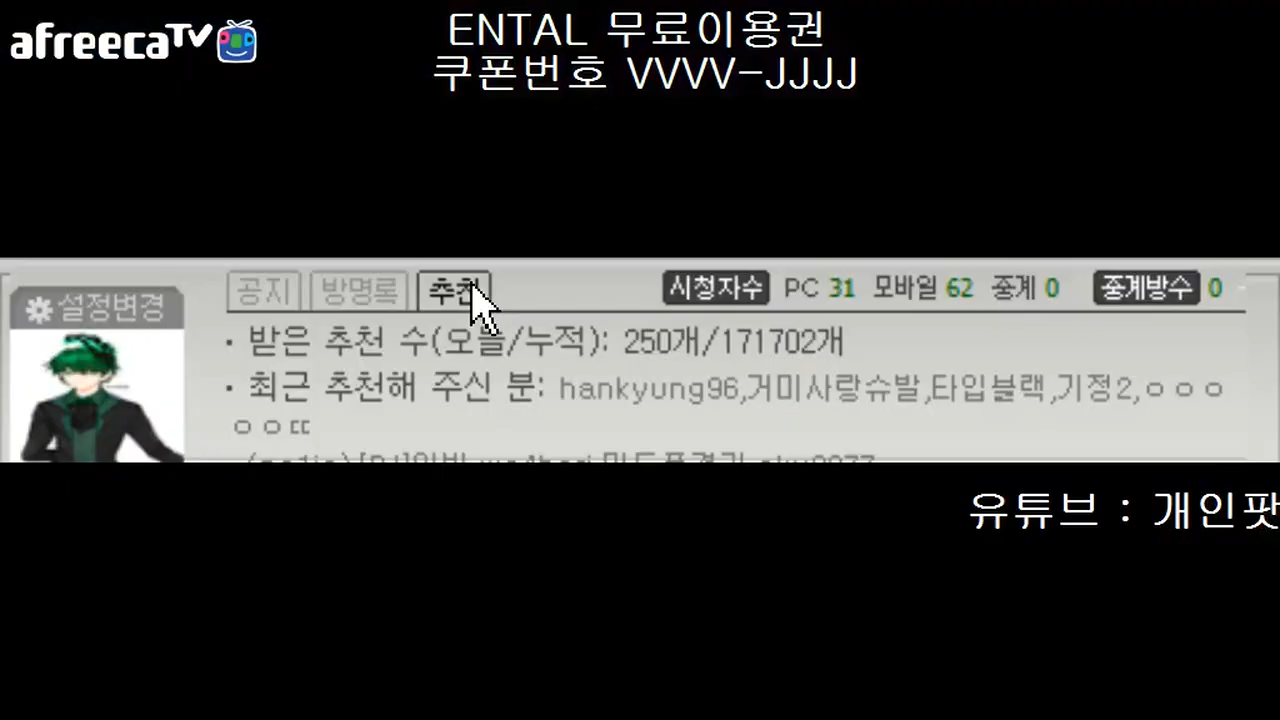 afreecaTV
ENTAL 무료이용권
쿠폰번호 VVVV-JJJJ
설정변경
공지 방명록 추천 시청자수 PC 31 모바일 62 중계 0 중계방수 0
· 받은 추천 수(오늘/누적): 250개/171702개
· 최근 추천해 주신 분: hankyung96,거미사랑슈발,타입블랙,기정2,ㅇㅇㅇ
ㅇㅇㄸ
유튜브 : 개인팟